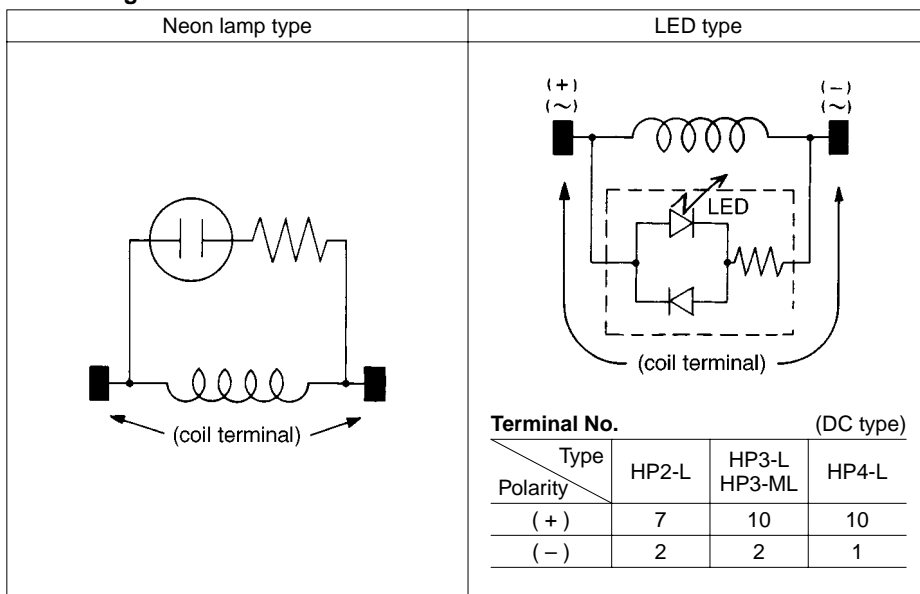 Neon lamp type
LED type
(+)
(~)
(−)
(~)
LED
(coil terminal)
(coil terminal)
Terminal No. (DC type)
Type
Polarity
HP2-L
HP3-L
HP3-ML
HP4-L
( + ) 7 10 10
( − ) 2 2 1